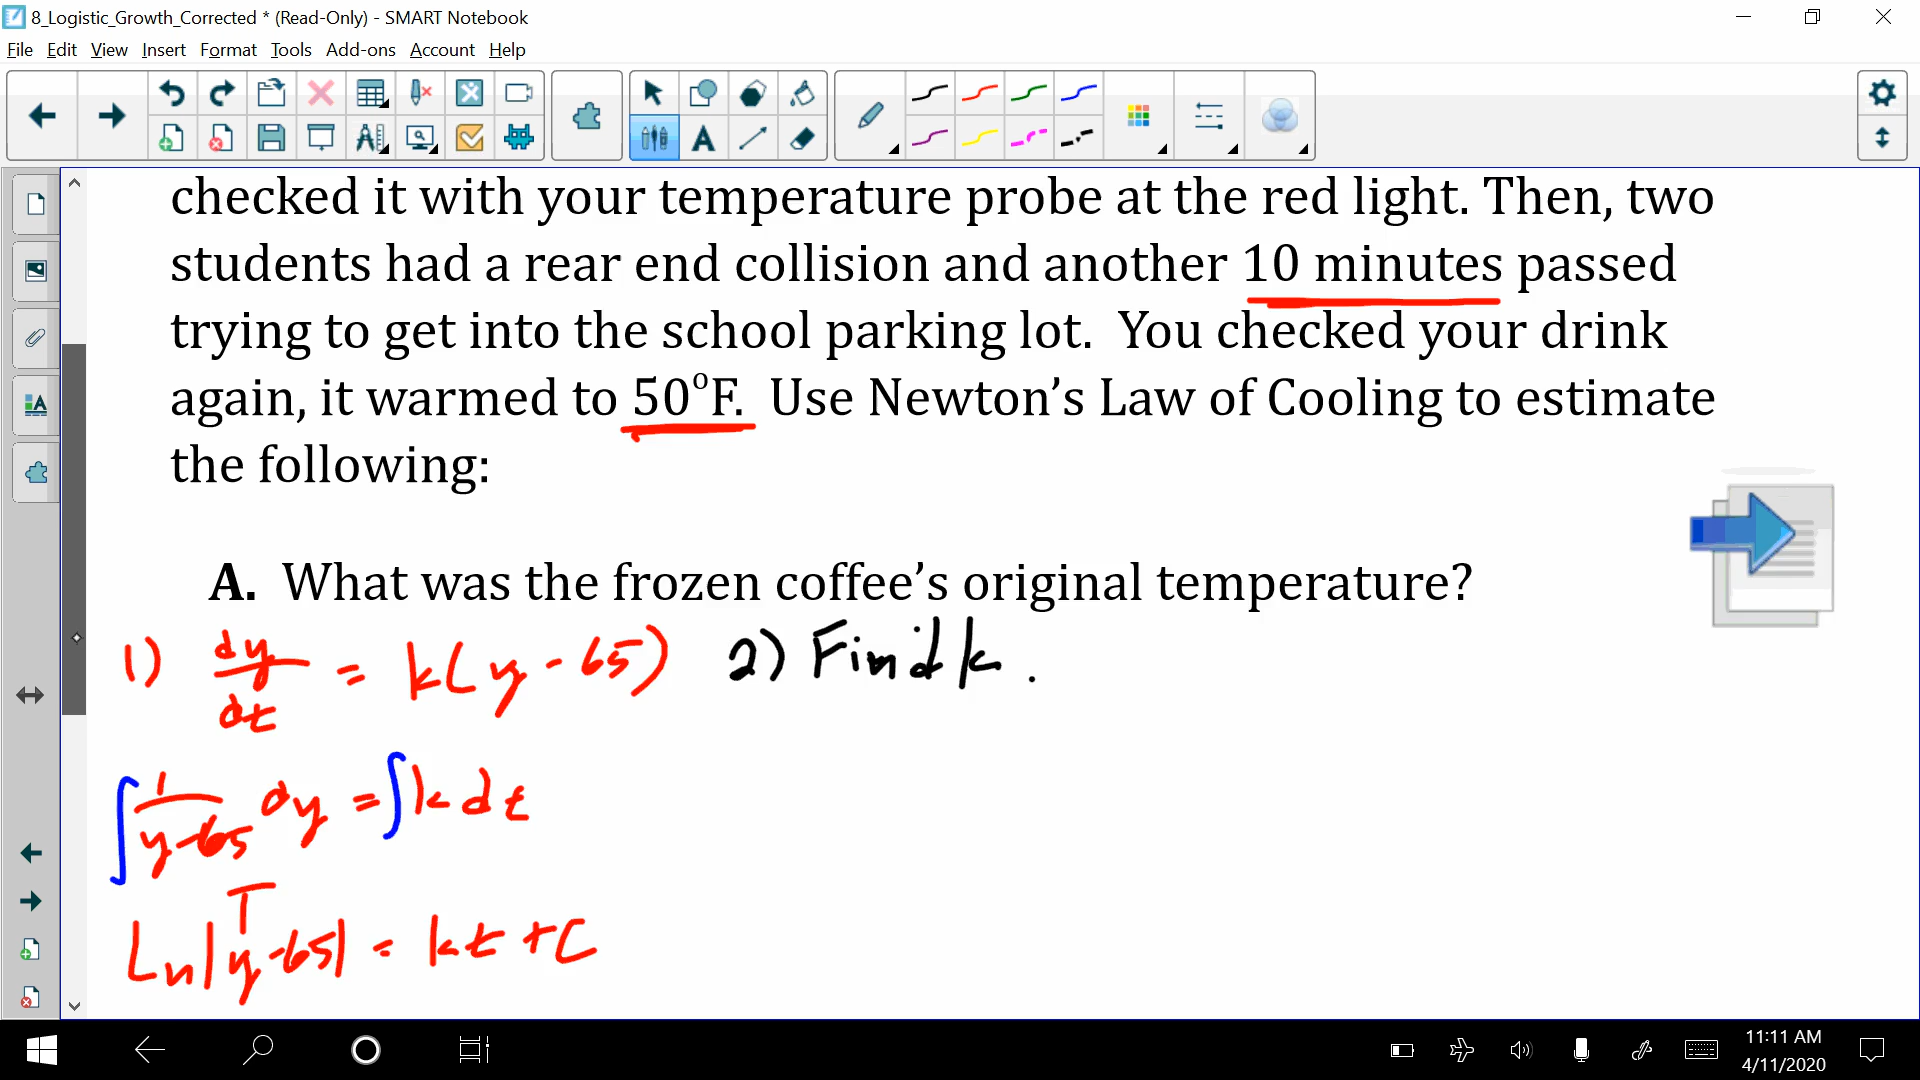 8_Logistic_Growth_Corrected * (Read-Only) - SMART Notebook
File Edit View Insert Format Tools Add-ons Account Help
checked it with your temperature probe at the red light. Then, two
students had a rear end collision and another 10 minutes passed
trying to get into the school parking lot. You checked your drink
again, it warmed to 50°F. Use Newton's Law of Cooling to estimate
the following:
A. What was the frozen coffee's original temperature?
1) dy/dt = k(y-65) 2) Find k.
∫ 1/(y-65) dy = ∫ k dt
Ln|y-65| = kt + C
11:11 AM
4/11/2020